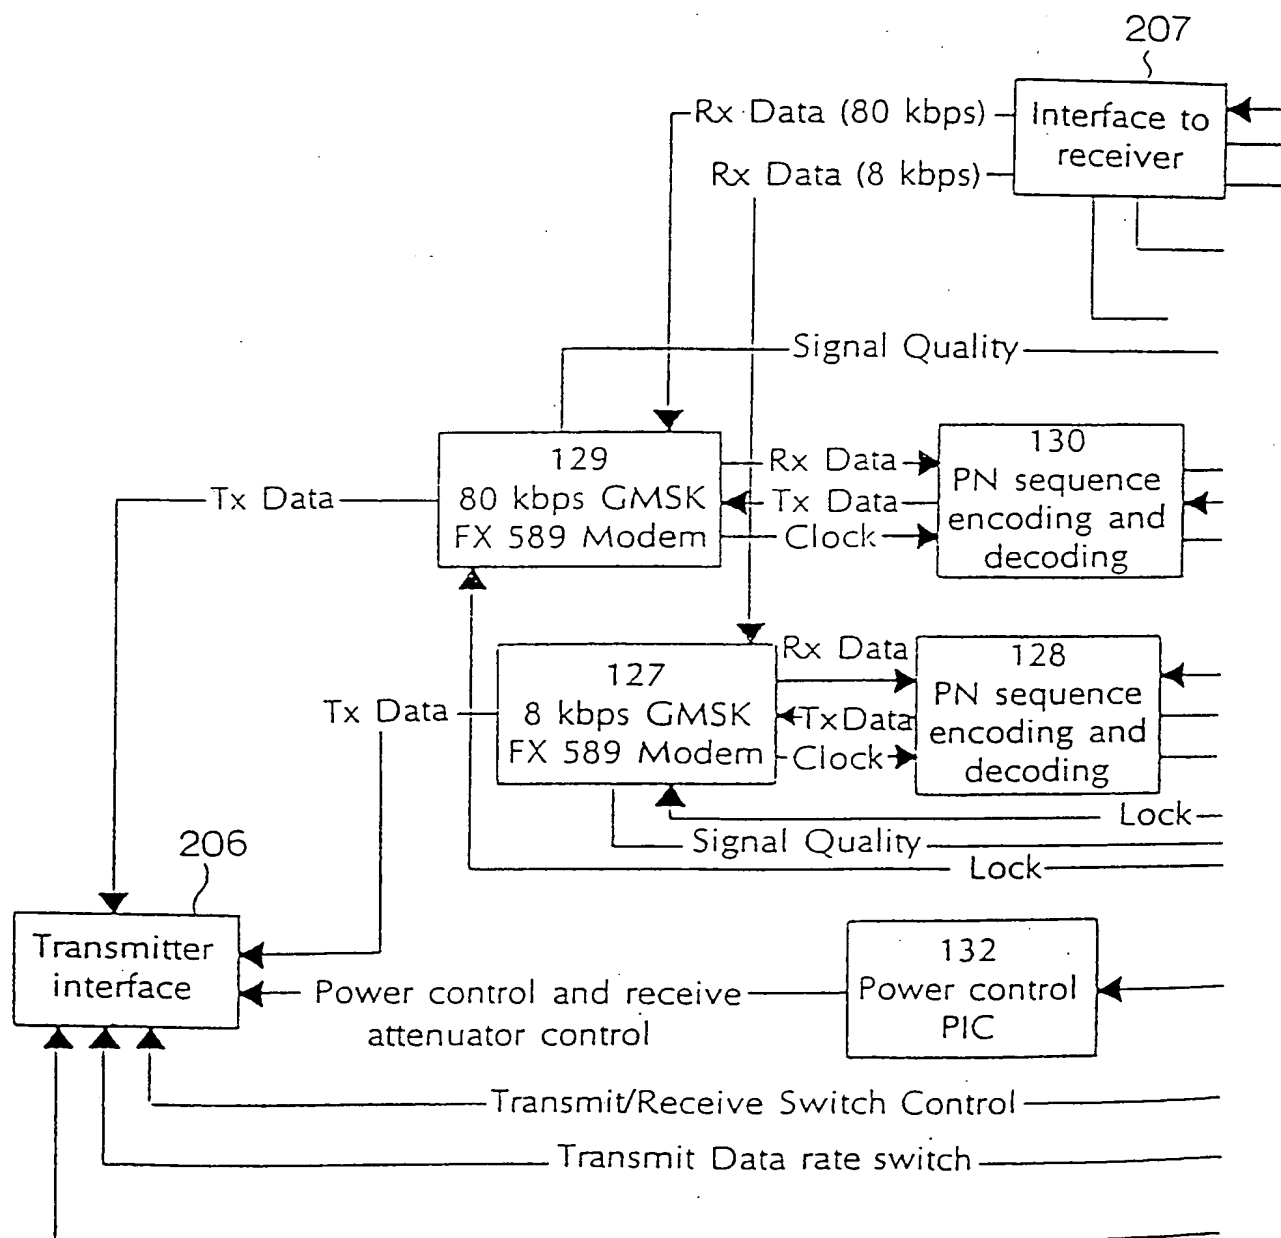 207
Rx Data (80 kbps)
Interface to
receiver
Rx Data (8 kbps)
Signal Quality
129
80 kbps GMSK
FX 589 Modem
Rx Data
Tx Data
Clock
130
PN sequence
encoding and
decoding
Tx Data
127
8 kbps GMSK
FX 589 Modem
Rx Data
TxData
Clock
128
PN sequence
encoding and
decoding
Tx Data
Lock
Signal Quality
Lock
206
Transmitter
interface
Power control and receive
attenuator control
132
Power control
PIC
Transmit/Receive Switch Control
Transmit Data rate switch